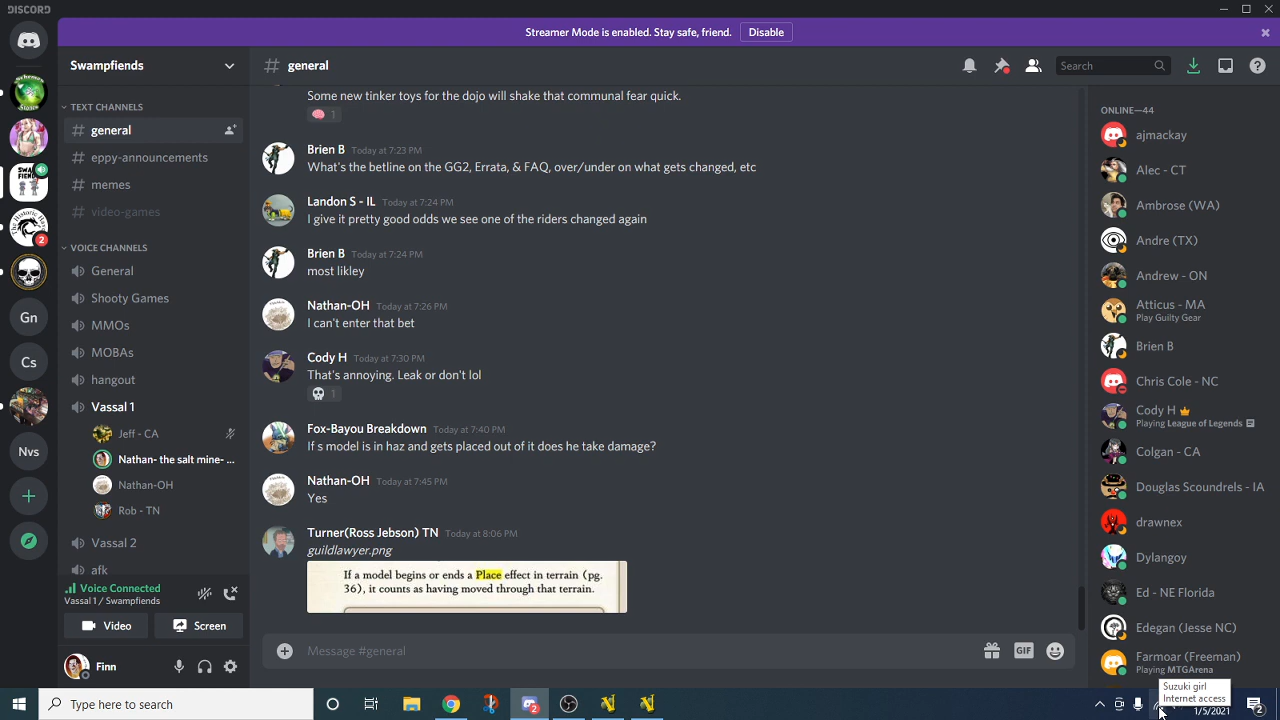 DISCORD
Streamer Mode is enabled. Stay safe, friend.
Disable
Swampfiends
general
Search
TEXT CHANNELS
general
eppy-announcements
memes
video-games
VOICE CHANNELS
General
Shooty Games
MMOs
MOBAs
hangout
Vassal 1
Jeff - CA
Nathan- the salt mine- ...
Nathan-OH
Rob - TN
Vassal 2
afk
2
Gn
Cs
Nvs
Voice Connected
Vassal 1 / Swampfiends
Video
Screen
Finn
Some new tinker toys for the dojo will shake that communal fear quick.
1
Brien B Today at 7:23 PM
What's the betline on the GG2, Errata, & FAQ, over/under on what gets changed, etc
Landon S - IL Today at 7:24 PM
I give it pretty good odds we see one of the riders changed again
Brien B Today at 7:24 PM
most likley
Nathan-OH Today at 7:26 PM
I can't enter that bet
Cody H Today at 7:30 PM
That's annoying. Leak or don't lol
1
Fox-Bayou Breakdown Today at 7:40 PM
If's model is in haz and gets placed out of it does he take damage?
Nathan-OH Today at 7:45 PM
Yes
Turner(Ross Jebson) TN Today at 8:06 PM
guildlawyer.png
If a model begins or ends a Place effect in terrain (pg.
36), it counts as having moved through that terrain.
Message #general
GIF
ONLINE—44
ajmackay
Alec - CT
Ambrose (WA)
Andre (TX)
Andrew - ON
Atticus - MA
Play Guilty Gear
Brien B
Chris Cole - NC
Cody H
Playing League of Legends
Colgan - CA
Douglas Scoundrels - IA
drawnex
Dylangoy
Ed - NE Florida
Edegan (Jesse NC)
Farmoar (Freeman)
Playing MTGArena
Suzuki girl
Internet access
Type here to search
1/5/2021
2